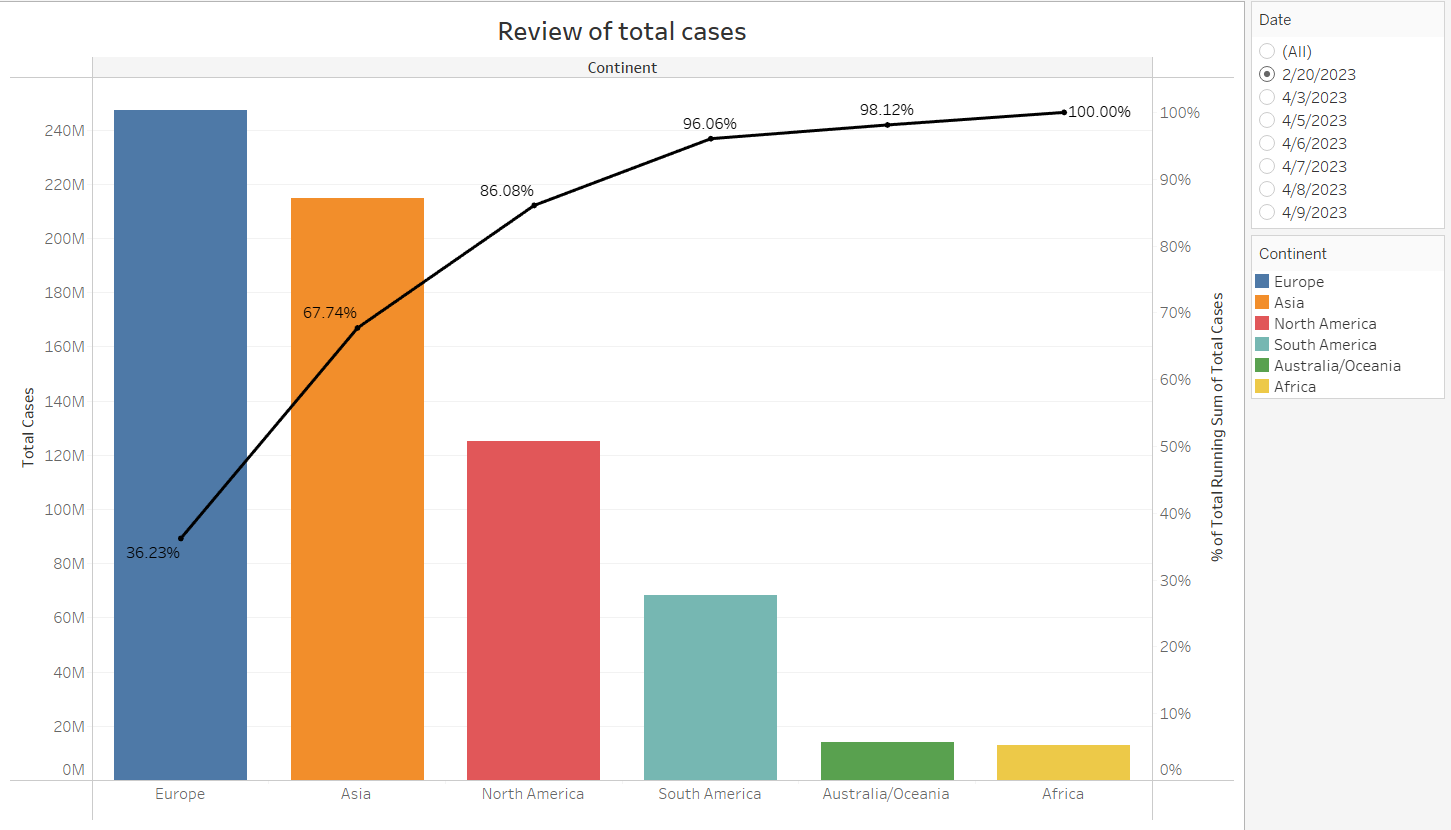 Review of total cases
Continent
240M
220M
200M
180M
160M
140M
120M
100M
80M
60M
40M
20M
0M
Total Cases
36.23%
67.74%
86.08%
96.06%
98.12%
100.00%
100%
90%
80%
70%
60%
50%
40%
30%
20%
10%
0%
% of Total Running Sum of Total Cases
Europe
Asia
North America
South America
Australia/Oceania
Africa
Date
(All)
2/20/2023
4/3/2023
4/5/2023
4/6/2023
4/7/2023
4/8/2023
4/9/2023
Continent
Europe
Asia
North America
South America
Australia/Oceania
Africa